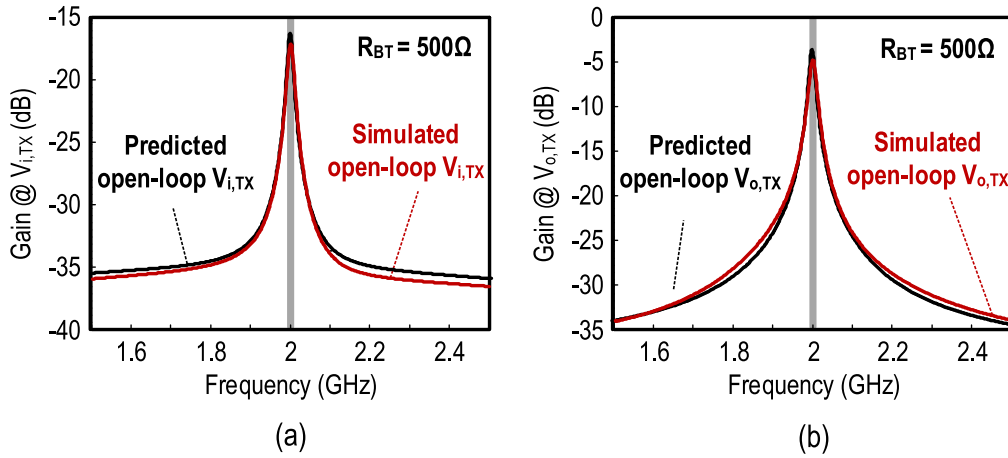 Gain @ Vi,TX (dB)
-15
-20
-25
-30
-35
-40
RBT = 500Ω
Predicted
open-loop Vi,TX
Simulated
open-loop Vi,TX
1.6 1.8 2 2.2 2.4
Frequency (GHz)
(a)
Gain @ Vo,TX (dB)
0
-5
-10
-15
-20
-25
-30
-35
RBT = 500Ω
Predicted
open-loop Vo,TX
Simulated
open-loop Vo,TX
1.6 1.8 2 2.2 2.4
Frequency (GHz)
(b)